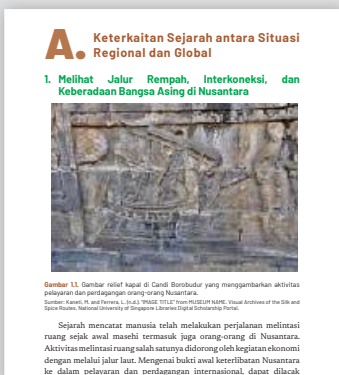 A. Keterkaitan Sejarah antara Situasi
Regional dan Global
1. Melihat Jalur Rempah, Interkoneksi, dan
Keberadaan Bangsa Asing di Nusantara
Gambar 1.1. Gambar relief kapal di Candi Borobudur yang menggambarkan aktivitas
pelayaran dan perdagangan orang-orang Nusantara.
Sumber: Kaneti, M. and Ferrera, L. (n.d.). "IMAGE TITLE" from MUSEUM NAME. Visual Archives of the Silk and
Spice Routes, National University of Singapore Libraries Digital Scholarship Portal.
Sejarah mencatat manusia telah melakukan perjalanan melintasi
ruang sejak awal masehi termasuk juga orang-orang di Nusantara.
Aktivitas melintasi ruang salah satunya didorong oleh kegiatan ekonomi
dengan melalui jalur laut. Mengenai bukti awal keterlibatan Nusantara
ke dalam pelayaran dan perdagangan internasional, dapat dilacak